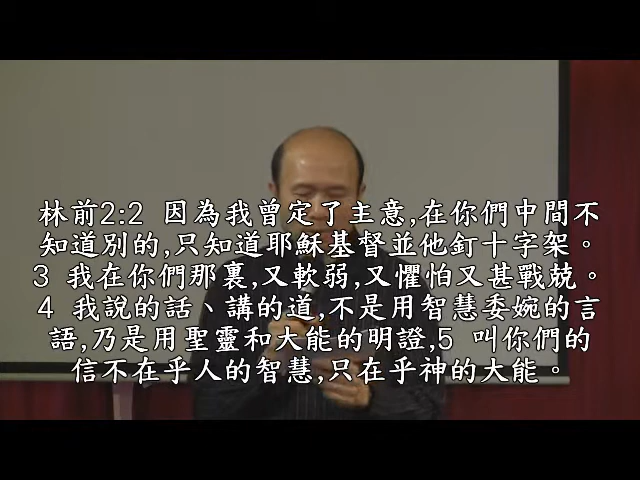 林前2:2 因為我曾定了主意,在你們中間不
知道別的,只知道耶穌基督並他釘十字架。
3 我在你們那裏,又軟弱,又懼怕又甚戰兢。
4 我說的話、講的道,不是用智慧委婉的言
語,乃是用聖靈和大能的明證,5 叫你們的
信不在乎人的智慧,只在乎神的大能。